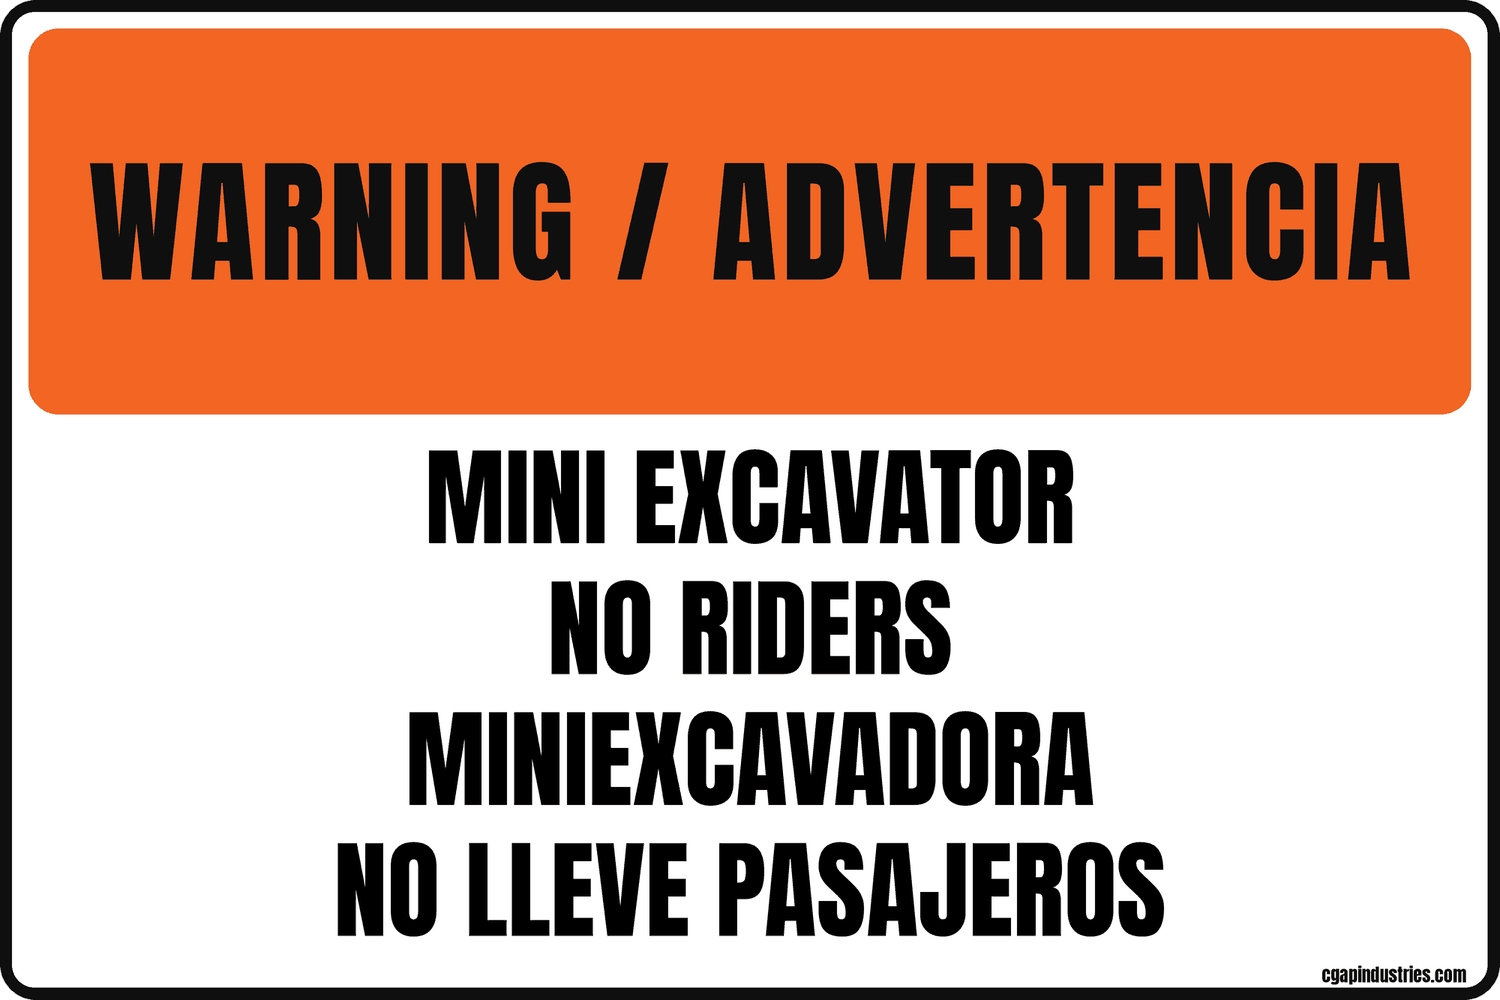 WARNING / ADVERTENCIA
MINI EXCAVATOR
NO RIDERS
MINIEXCAVADORA
NO LLEVE PASAJEROS
cgapindustries.com